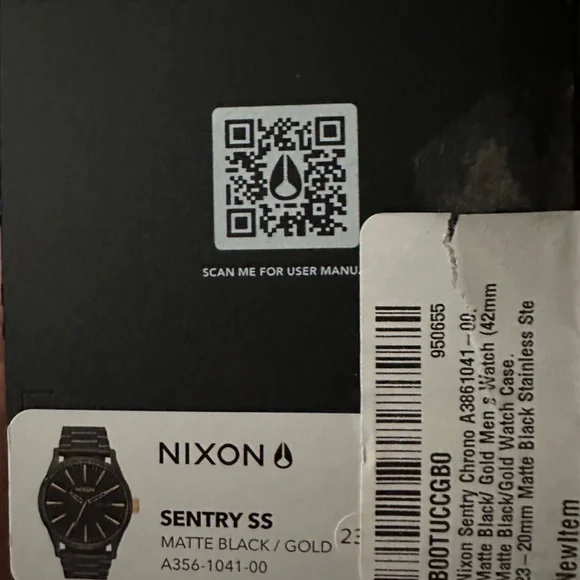 SCAN ME FOR USER MANU
NIXON
SENTRY SS
MATTE BLACK / GOLD
A356-1041-00
23
950655
B00TUCCGB0
Nixon Sentry Chrono A3861041-00.
Matte Black/ Gold Men s Watch (42mm
Matte Black/Gold Watch Case.
23-20mm Matte Black Stainless Ste
NewItem